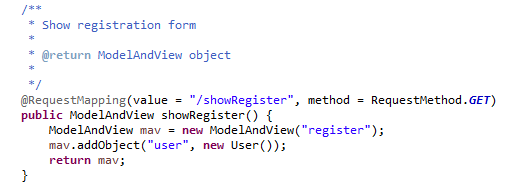 /**
 * Show registration form
 *
 * @return ModelAndView object
 *
 */
@RequestMapping(value = "/showRegister", method = RequestMethod.GET)
public ModelAndView showRegister() {
    ModelAndView mav = new ModelAndView("register");
    mav.addObject("user", new User());
    return mav;
}